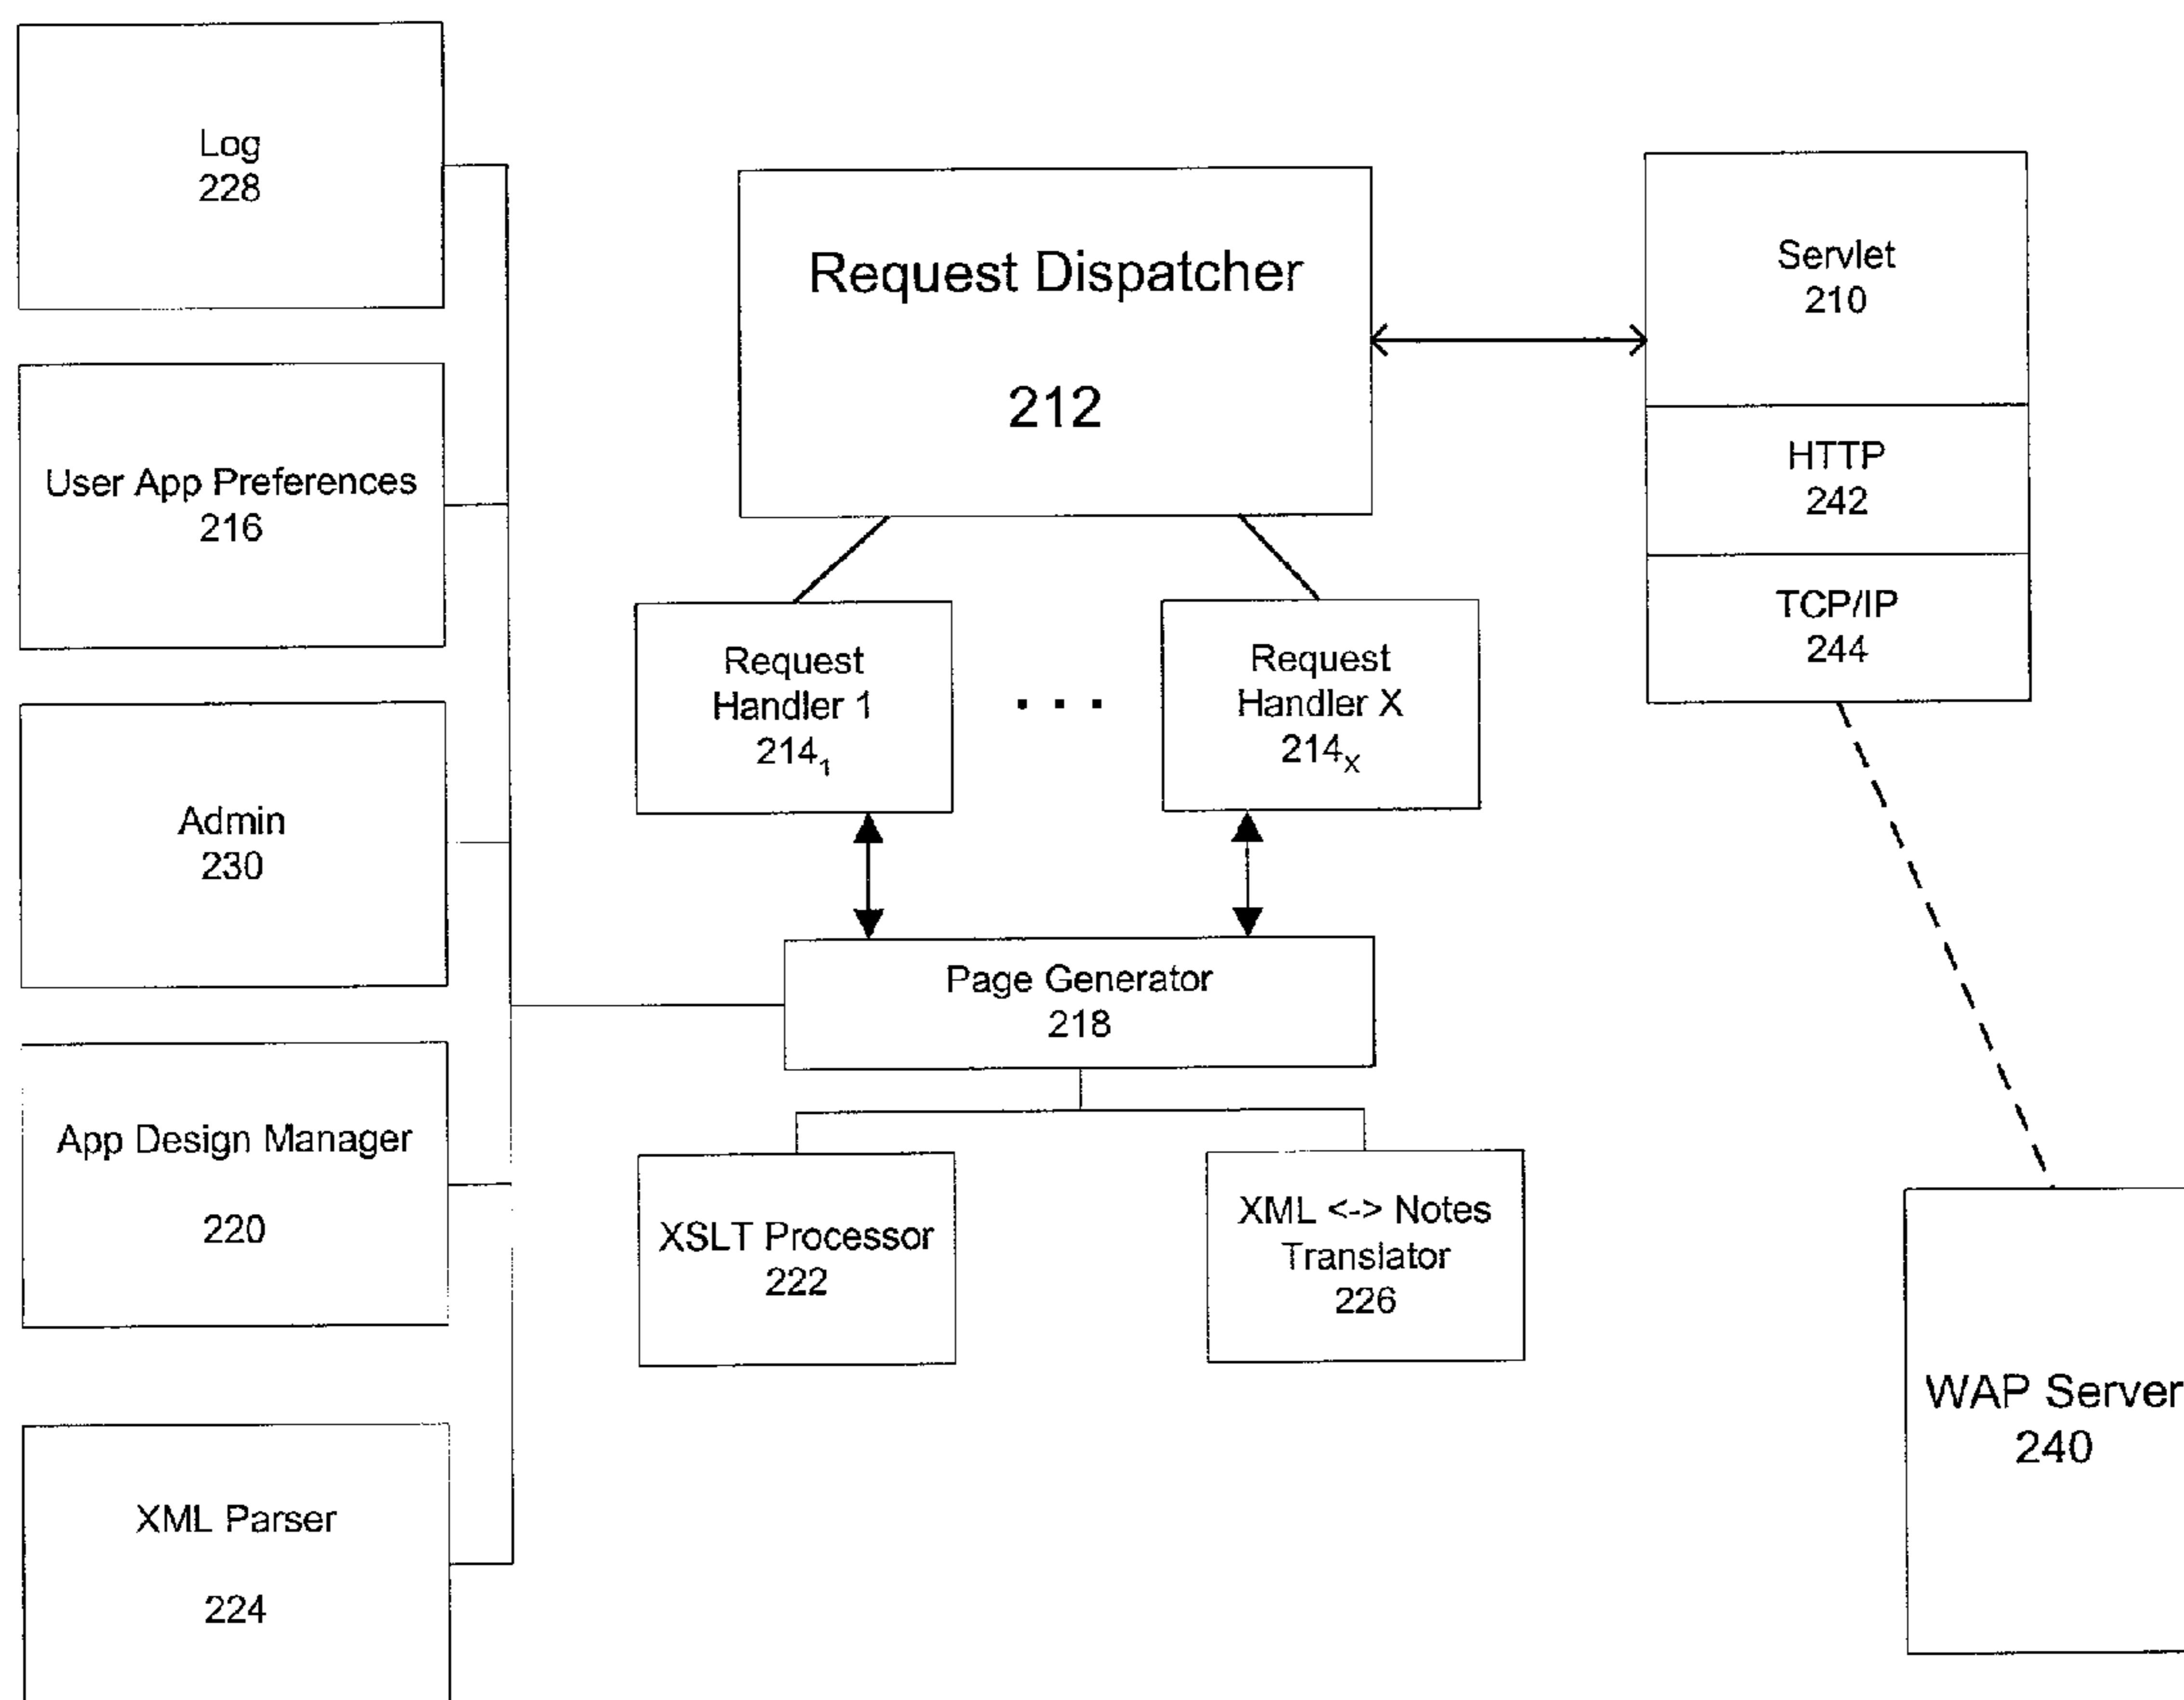 Log
228
User App Preferences
216
Admin
230
App Design Manager
220
XML Parser
224
Request Dispatcher
212
Request
Handler 1
214₁
. . .
Request
Handler X
214ₓ
Page Generator
218
XSLT Processor
222
XML <-> Notes
Translator
226
Servlet
210
HTTP
242
TCP/IP
244
WAP Server
240